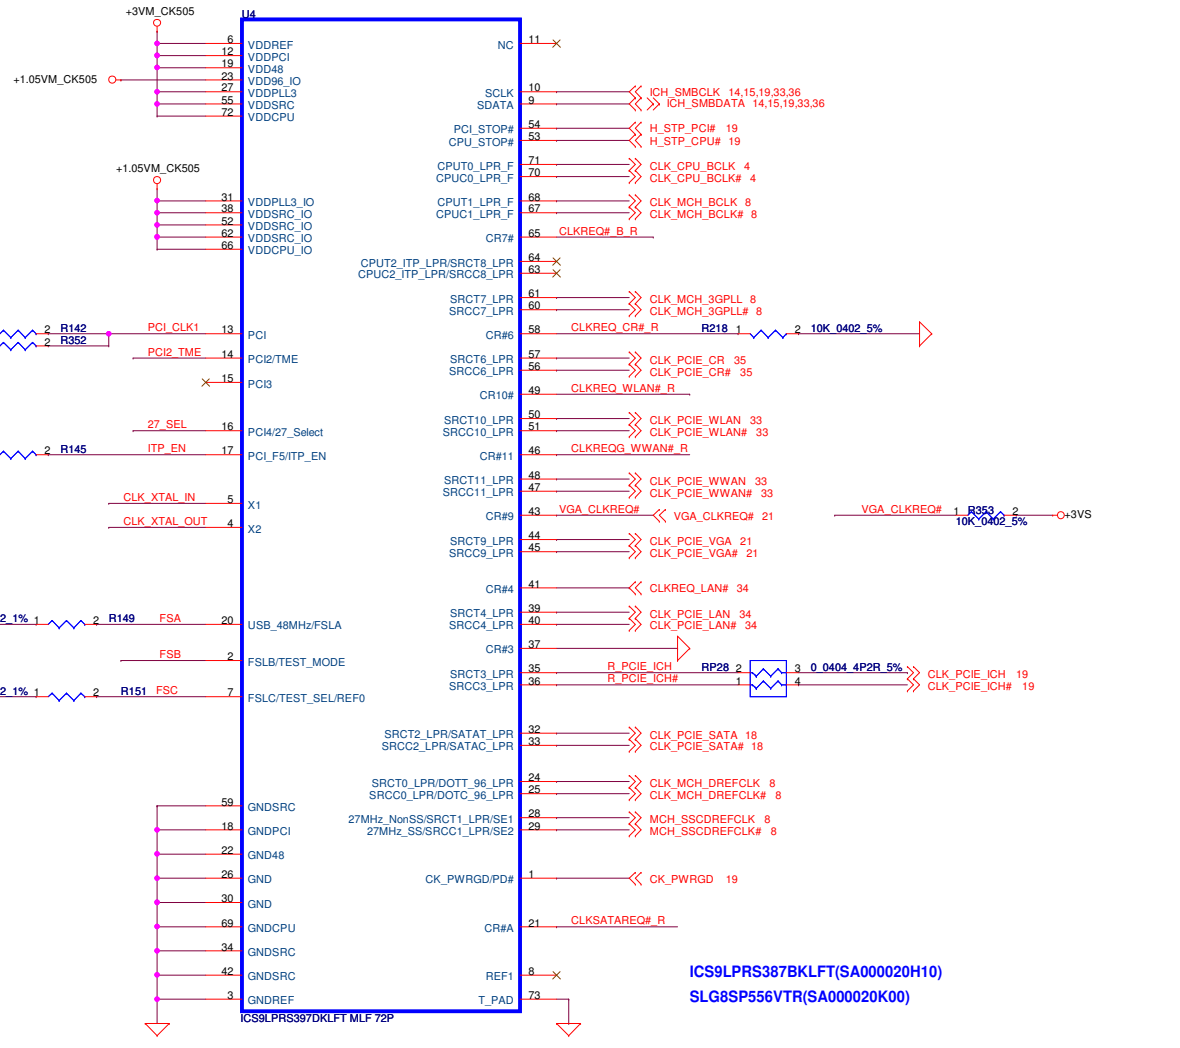 +3VM_CK505
U4
6 VDDREF
12 VDDPCI
19 VDD48
+1.05VM_CK505 23 VDD96_IO
27 VDDPLL3
55 VDDSRC
72 VDDCPU
+1.05VM_CK505
31 VDDPLL3_IO
38 VDDSRC_IO
52 VDDSRC_IO
62 VDDSRC_IO
66 VDDCPU_IO
2 R142 PCI_CLK1 13 PCI
2 R352
PCI2_TME 14 PCI2/TME
15 PCI3
27_SEL 16 PCI4/27_Select
2 R145 ITP_EN 17 PCI_F5/ITP_EN
CLK_XTAL_IN 5 X1
CLK_XTAL_OUT 4 X2
2_1% 1 2 R149 FSA 20 USB_48MHz/FSLA
FSB 2 FSLB/TEST_MODE
2_1% 1 2 R151 FSC 7 FSLC/TEST_SEL/REF0
59 GNDSRC
18 GNDPCI
22 GND48
26 GND
30 GND
69 GNDCPU
34 GNDSRC
42 GNDSRC
3 GNDREF
NC 11
SCLK 10 ICH_SMBCLK 14,15,19,33,36
SDATA 9 ICH_SMBDATA 14,15,19,33,36
PCI_STOP# 54 H_STP_PCI# 19
CPU_STOP# 53 H_STP_CPU# 19
CPUT0_LPR_F 71 CLK_CPU_BCLK 4
CPUC0_LPR_F 70 CLK_CPU_BCLK# 4
CPUT1_LPR_F 68 CLK_MCH_BCLK 8
CPUC1_LPR_F 67 CLK_MCH_BCLK# 8
CR7# 65 CLKREQ#_B_R
CPUT2_ITP_LPR/SRCT8_LPR 64
CPUC2_ITP_LPR/SRCC8_LPR 63
SRCT7_LPR 61 CLK_MCH_3GPLL 8
SRCC7_LPR 60 CLK_MCH_3GPLL# 8
CR#6 58 CLKREQ_CR#_R R218 1 2 10K_0402_5%
SRCT6_LPR 57 CLK_PCIE_CR 35
SRCC6_LPR 56 CLK_PCIE_CR# 35
CR10# 49 CLKREQ_WLAN#_R
SRCT10_LPR 50 CLK_PCIE_WLAN 33
SRCC10_LPR 51 CLK_PCIE_WLAN# 33
CR#11 46 CLKREQG_WWAN#_R
SRCT11_LPR 48 CLK_PCIE_WWAN 33
SRCC11_LPR 47 CLK_PCIE_WWAN# 33
CR#9 43 VGA_CLKREQ# VGA_CLKREQ# 21
VGA_CLKREQ# 1 R353 2 +3VS
10K_0402_5%
SRCT9_LPR 44 CLK_PCIE_VGA 21
SRCC9_LPR 45 CLK_PCIE_VGA# 21
CR#4 41 CLKREQ_LAN# 34
SRCT4_LPR 39 CLK_PCIE_LAN 34
SRCC4_LPR 40 CLK_PCIE_LAN# 34
CR#3 37
SRCT3_LPR 35 R_PCIE_ICH RP28 2 3 0_0404_4P2R_5% CLK_PCIE_ICH 19
SRCC3_LPR 36 R_PCIE_ICH# 1 4 CLK_PCIE_ICH# 19
SRCT2_LPR/SATAT_LPR 32 CLK_PCIE_SATA 18
SRCC2_LPR/SATAC_LPR 33 CLK_PCIE_SATA# 18
SRCT0_LPR/DOTT_96_LPR 24 CLK_MCH_DREFCLK 8
SRCC0_LPR/DOTC_96_LPR 25 CLK_MCH_DREFCLK# 8
27MHz_NonSS/SRCT1_LPR/SE1 28 MCH_SSCDREFCLK 8
27MHz_SS/SRCC1_LPR/SE2 29 MCH_SSCDREFCLK# 8
CK_PWRGD/PD# 1 CK_PWRGD 19
CR#A 21 CLKSATAREQ#_R
REF1 8
T_PAD 73
ICS9LPRS397DKLFT MLF 72P
ICS9LPRS387BKLFT(SA000020H10)
SLG8SP556VTR(SA000020K00)